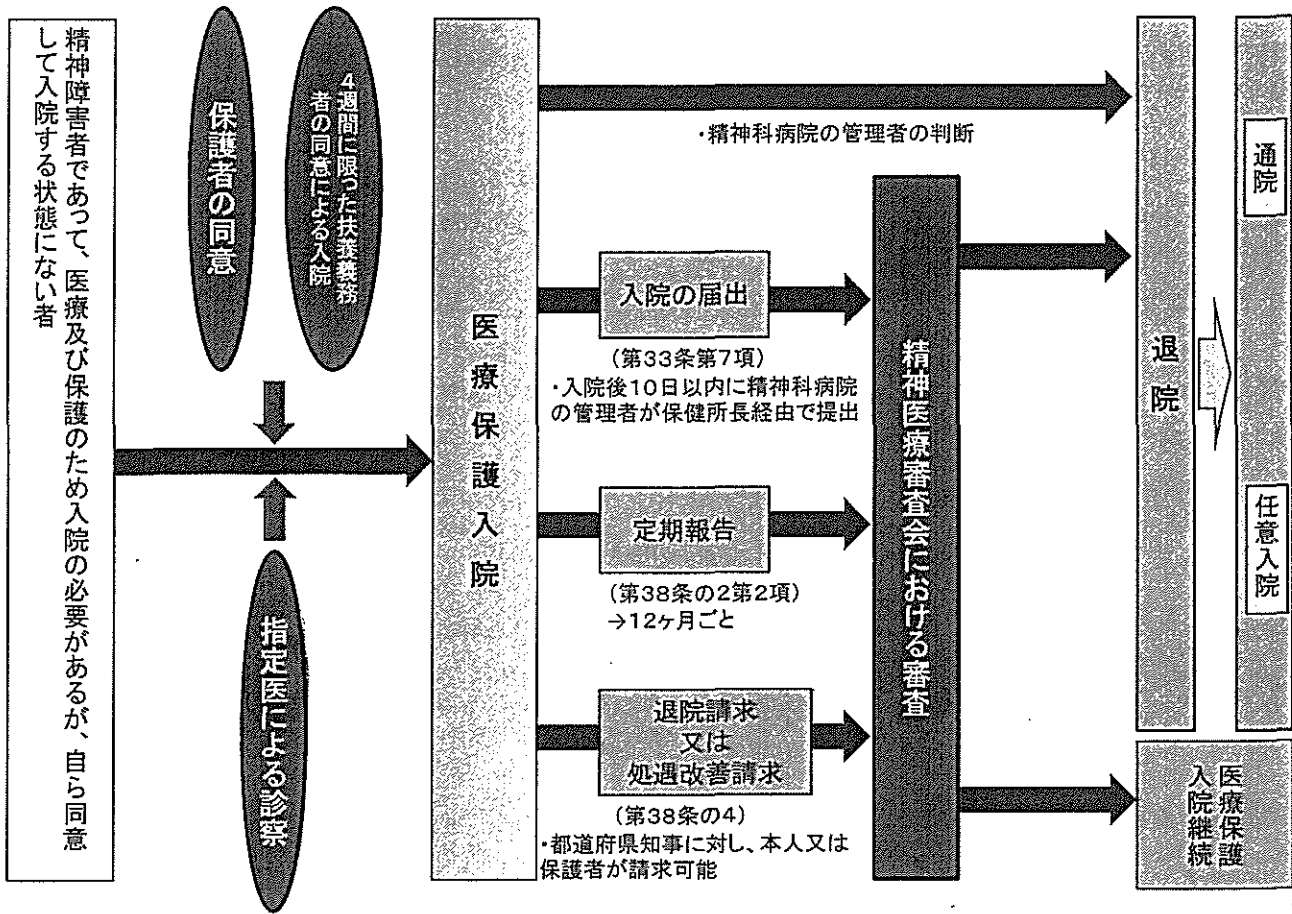 精神障害者であって、医療及び保護のため入院の必要があるが、自ら同意
して入院する状態にない者
4週間に限った扶養義務
者の同意による入院
保護者の同意
指定医による診察
医療保護入院
・精神科病院の管理者の判断
入院の届出
(第33条第7項)
・入院後10日以内に精神科病院
の管理者が保健所長経由で提出
定期報告
(第38条の2第2項)
→12ヶ月ごと
退院請求
又は
処遇改善請求
(第38条の4)
・都道府県知事に対し、本人又は
保護者が請求可能
精神医療審査会における審査
退院
通院
任意入院
医療保護
入院継続